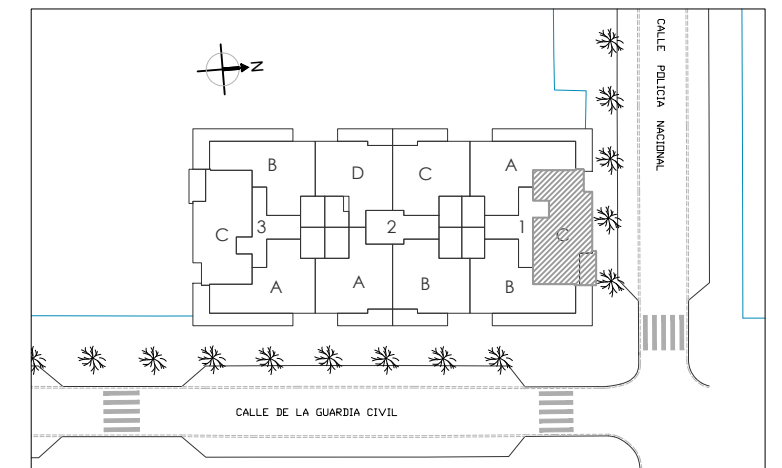 CALLE POLICIA NACIONAL
N
B D C A
C 3 2 1 C
A A B B
CALLE DE LA GUARDIA CIVIL